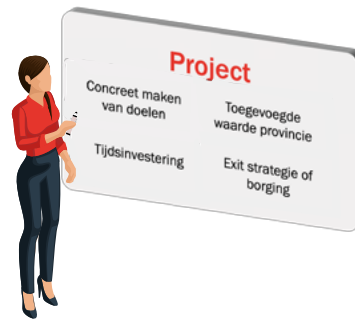 Project
Concreet maken
van doelen
Toegevoegde
waarde provincie
Tijdsinvestering
Exit strategie of
borging